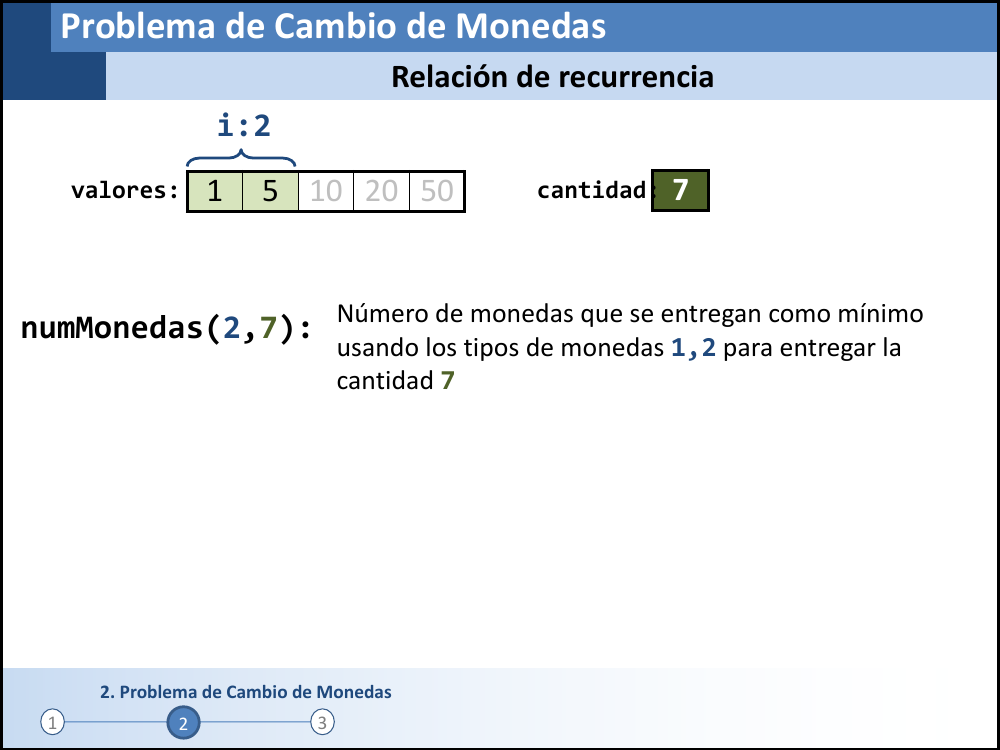 Problema de Cambio de Monedas
Relación de recurrencia
i:2
valores: 1 5 10 20 50 cantidad: 7
numMonedas(2,7): Número de monedas que se entregan como mínimo
usando los tipos de monedas 1,2 para entregar la
cantidad 7
2. Problema de Cambio de Monedas
1 2 3